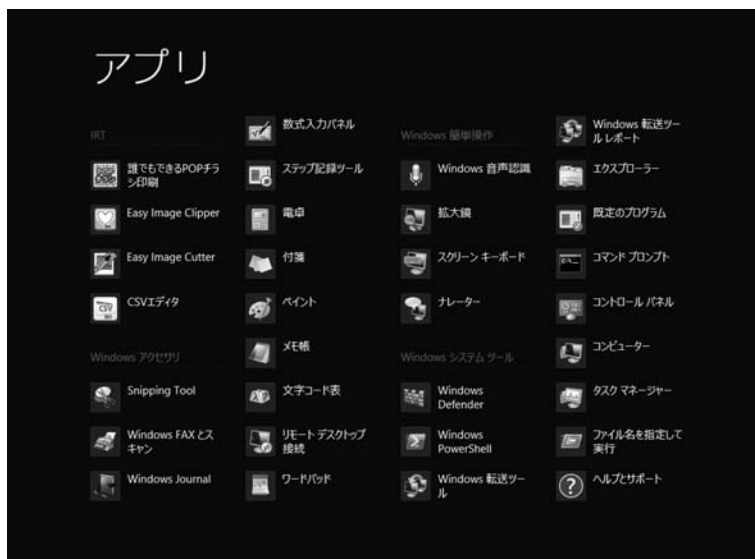 アプリ
IRT
誰でもできるPOPチラ
シ印刷
Easy Image Clipper
Easy Image Cutter
CSVエディタ
Windows アクセサリ
Snipping Tool
Windows FAX とス
キャン
Windows Journal
数式入力パネル
ステップ記録ツール
電卓
付箋
ペイント
メモ帳
文字コード表
リモート デスクトップ
接続
ワードパッド
Windows 簡単操作
Windows 音声認識
拡大鏡
スクリーン キーボード
ナレーター
Windows システム ツール
Windows
Defender
Windows
PowerShell
Windows 転送ツー
ル
Windows 転送ツー
ル レポート
エクスプローラー
既定のプログラム
コマンド プロンプト
コントロール パネル
コンピューター
タスク マネージャー
ファイル名を指定して
実行
ヘルプとサポート